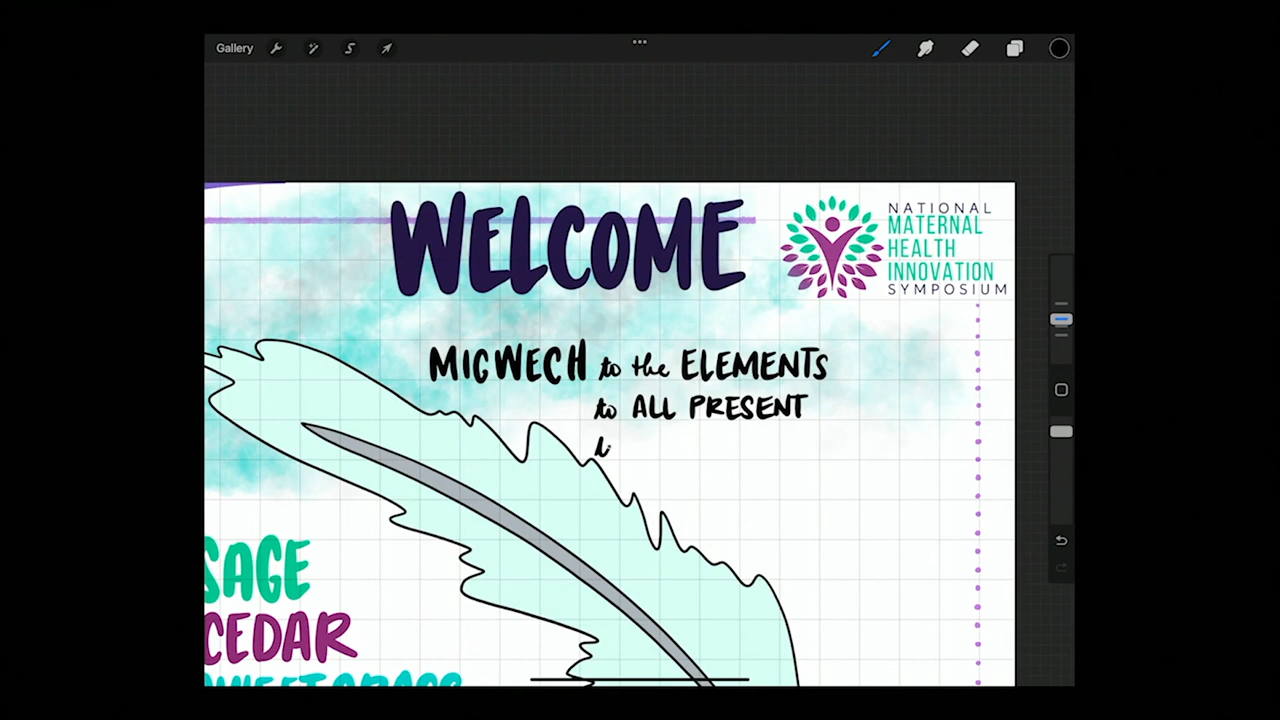 Gallery
WELCOME
NATIONAL
MATERNAL
HEALTH
INNOVATION
SYMPOSIUM
MIGWECH to the ELEMENTS
to ALL PRESENT
SAGE
CEDAR